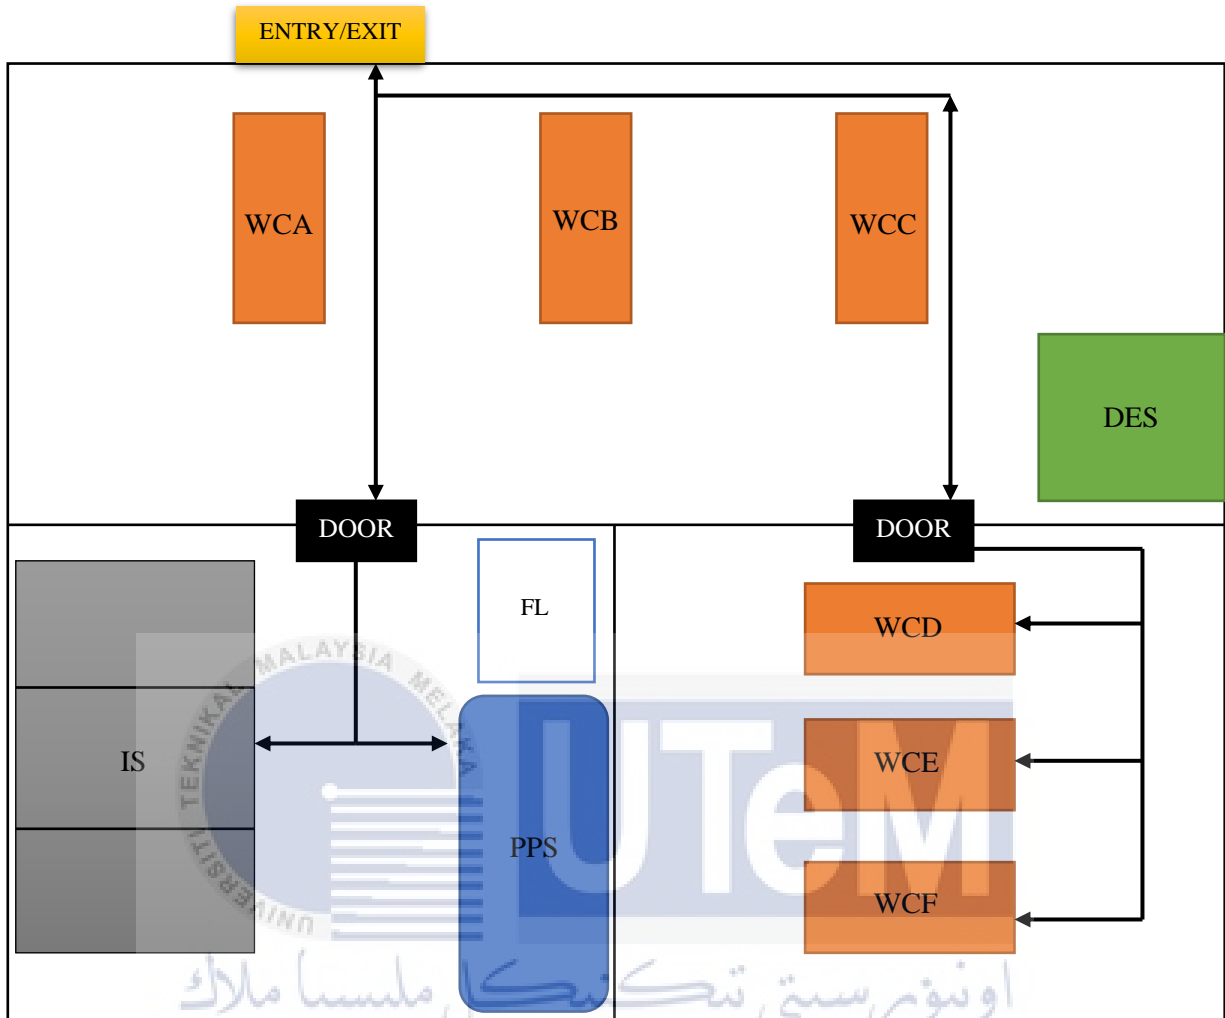 ENTRY/EXIT
WCA
WCB
WCC
DES
DOOR
DOOR
FL
WCD
IS
WCE
PPS
WCF
UNIVERSITI TEKNIKAL MALAYSIA MELAKA
UTeM
اونيۏرسيتي تيكنيكل مليسيا ملاك